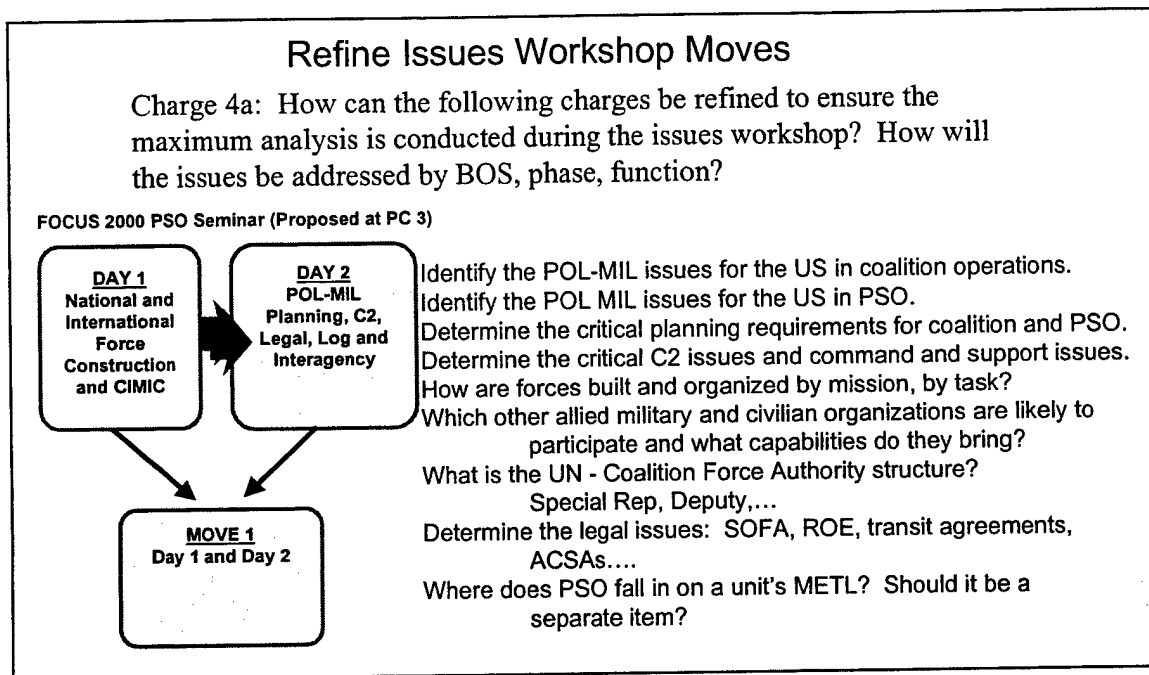 Refine Issues Workshop Moves
Charge 4a: How can the following charges be refined to ensure the
maximum analysis is conducted during the issues workshop? How will
the issues be addressed by BOS, phase, function?
FOCUS 2000 PSO Seminar (Proposed at PC 3)
DAY 1
National and
International
Force
Construction
and CIMIC
DAY 2
POL-MIL
Planning, C2,
Legal, Log and
Interagency
MOVE 1
Day 1 and Day 2
Identify the POL-MIL issues for the US in coalition operations.
Identify the POL MIL issues for the US in PSO.
Determine the critical planning requirements for coalition and PSO.
Determine the critical C2 issues and command and support issues.
How are forces built and organized by mission, by task?
Which other allied military and civilian organizations are likely to
participate and what capabilities do they bring?
What is the UN - Coalition Force Authority structure?
Special Rep, Deputy,...
Determine the legal issues: SOFA, ROE, transit agreements,
ACSAs....
Where does PSO fall in on a unit's METL? Should it be a
separate item?